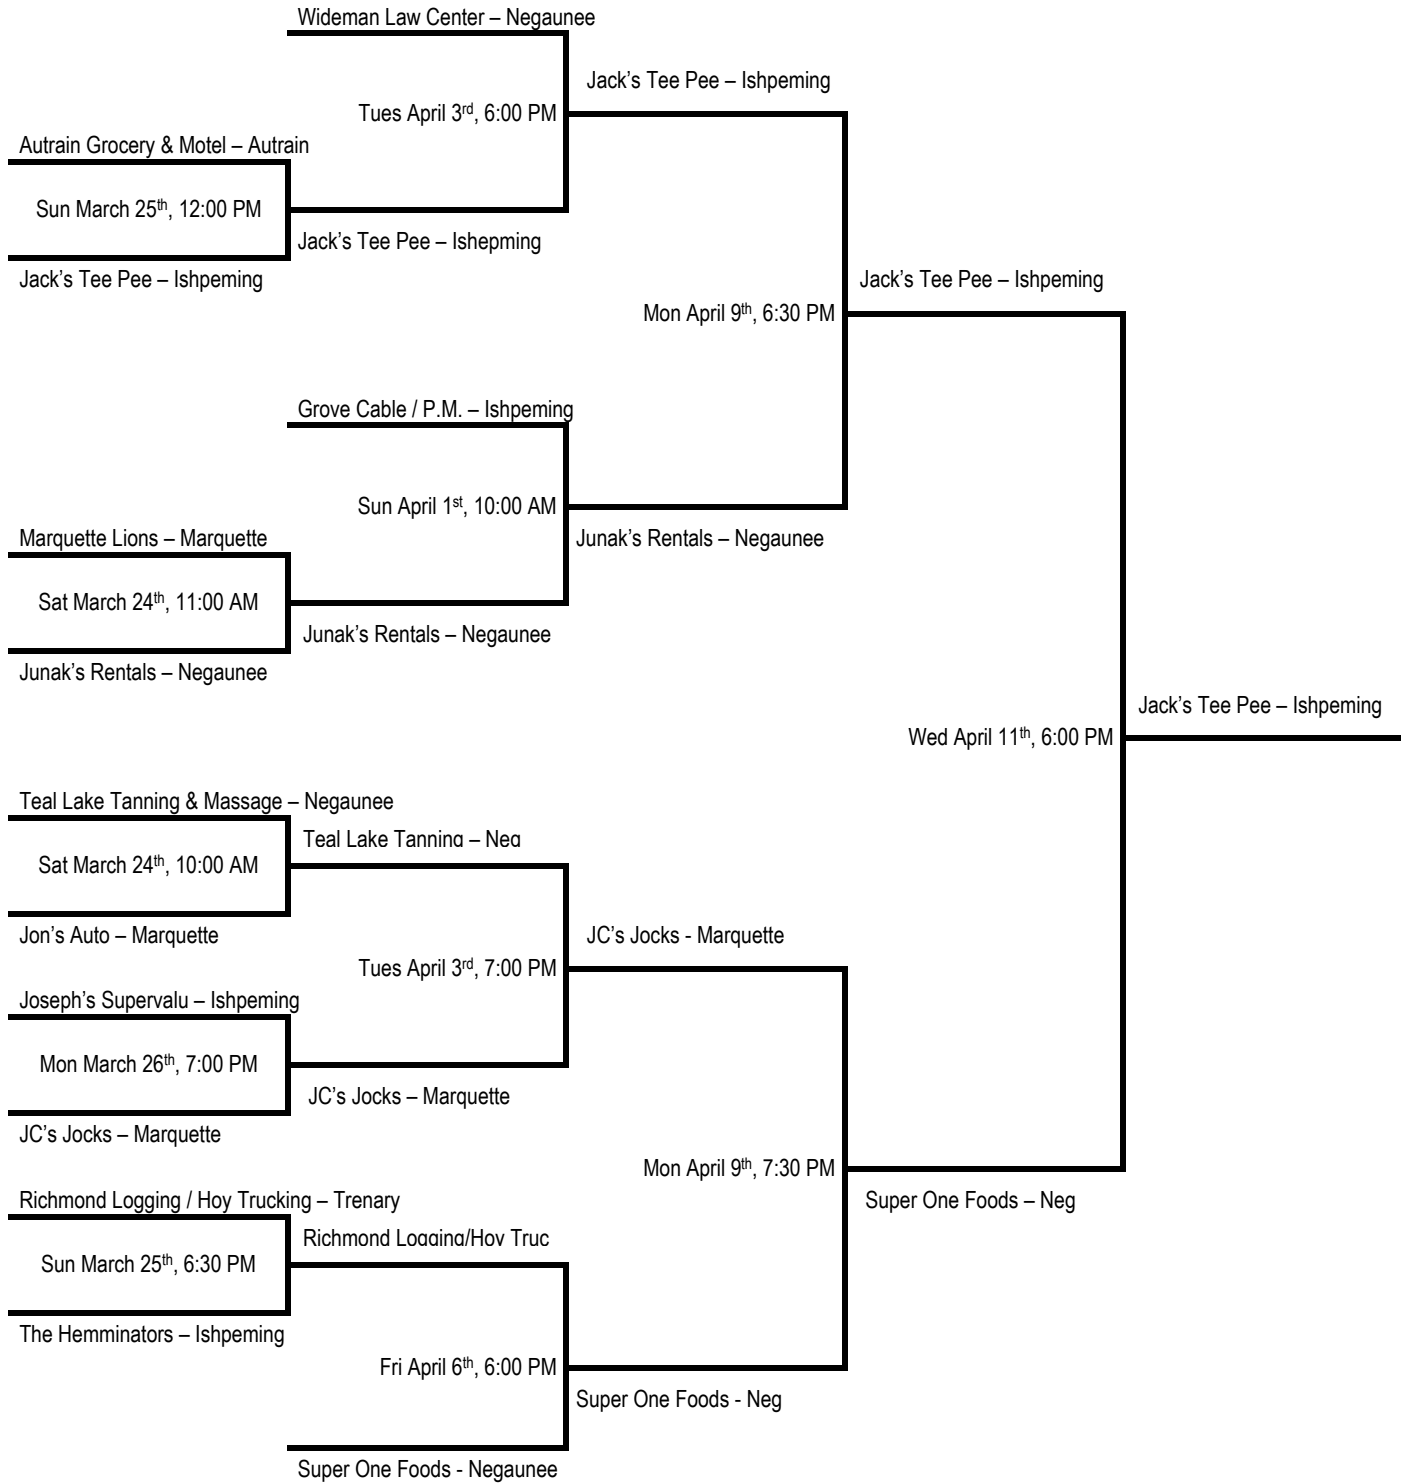 Wideman Law Center – Negaunee
Jack’s Tee Pee – Ishpeming
Tues April 3rd, 6:00 PM
Autrain Grocery & Motel – Autrain
Sun March 25th, 12:00 PM
Jack’s Tee Pee – Ishepming
Jack’s Tee Pee – Ishpeming
Jack’s Tee Pee – Ishpeming
Mon April 9th, 6:30 PM
Grove Cable / P.M. – Ishpeming
Sun April 1st, 10:00 AM
Marquette Lions – Marquette
Junak’s Rentals – Negaunee
Sat March 24th, 11:00 AM
Junak’s Rentals – Negaunee
Junak’s Rentals – Negaunee
Jack’s Tee Pee – Ishpeming
Wed April 11th, 6:00 PM
Teal Lake Tanning & Massage – Negaunee
Teal Lake Tanning – Neg
Sat March 24th, 10:00 AM
Jon’s Auto – Marquette
JC’s Jocks - Marquette
Tues April 3rd, 7:00 PM
Joseph’s Supervalu – Ishpeming
Mon March 26th, 7:00 PM
JC’s Jocks – Marquette
JC’s Jocks – Marquette
Mon April 9th, 7:30 PM
Richmond Logging / Hoy Trucking – Trenary
Super One Foods – Neg
Richmond Logging/Hoy Truc
Sun March 25th, 6:30 PM
The Hemminators – Ishpeming
Fri April 6th, 6:00 PM
Super One Foods - Neg
Super One Foods - Negaunee